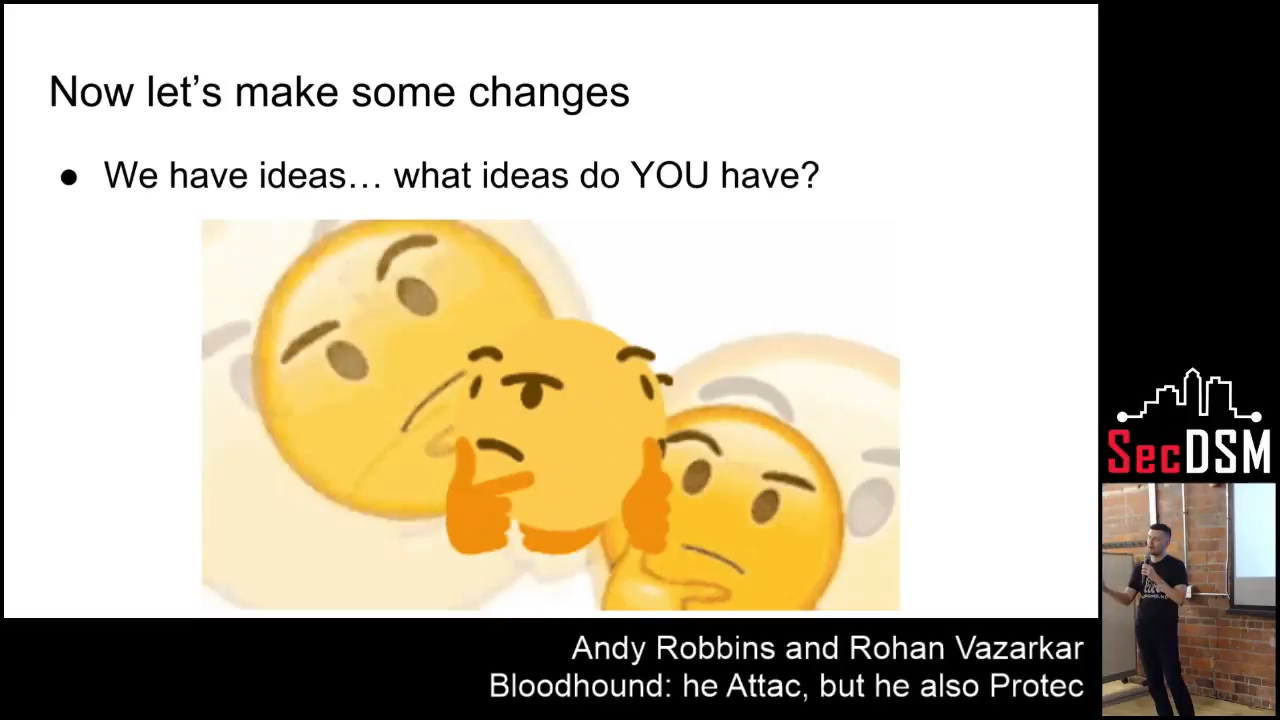 Now let's make some changes
● We have ideas… what ideas do YOU have?
SecDSM
Andy Robbins and Rohan Vazarkar
Bloodhound: he Attac, but he also Protec